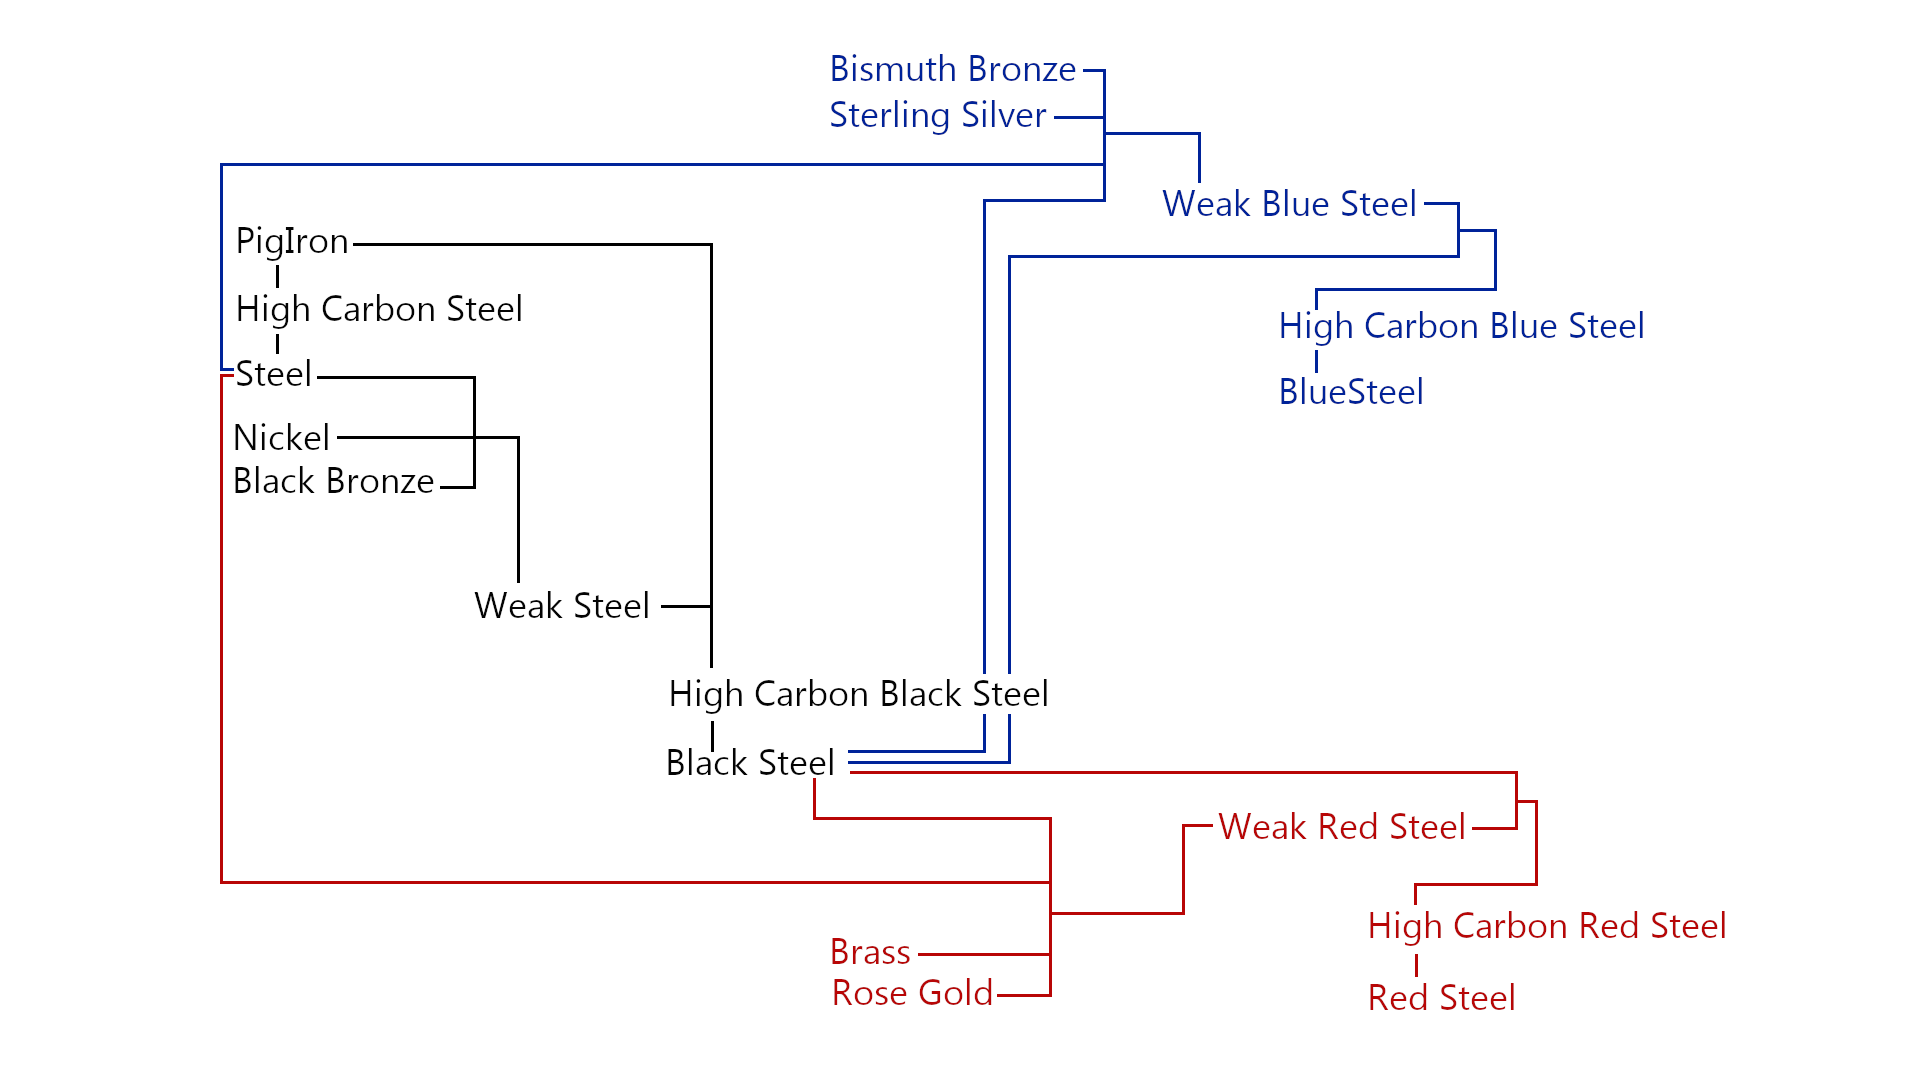 Bismuth Bronze
Sterling Silver
Weak Blue Steel
PigIron
High Carbon Steel
High Carbon Blue Steel
Steel
BlueSteel
Nickel
Black Bronze
Weak Steel
High Carbon Black Steel
Black Steel
Weak Red Steel
High Carbon Red Steel
Brass
Rose Gold
Red Steel